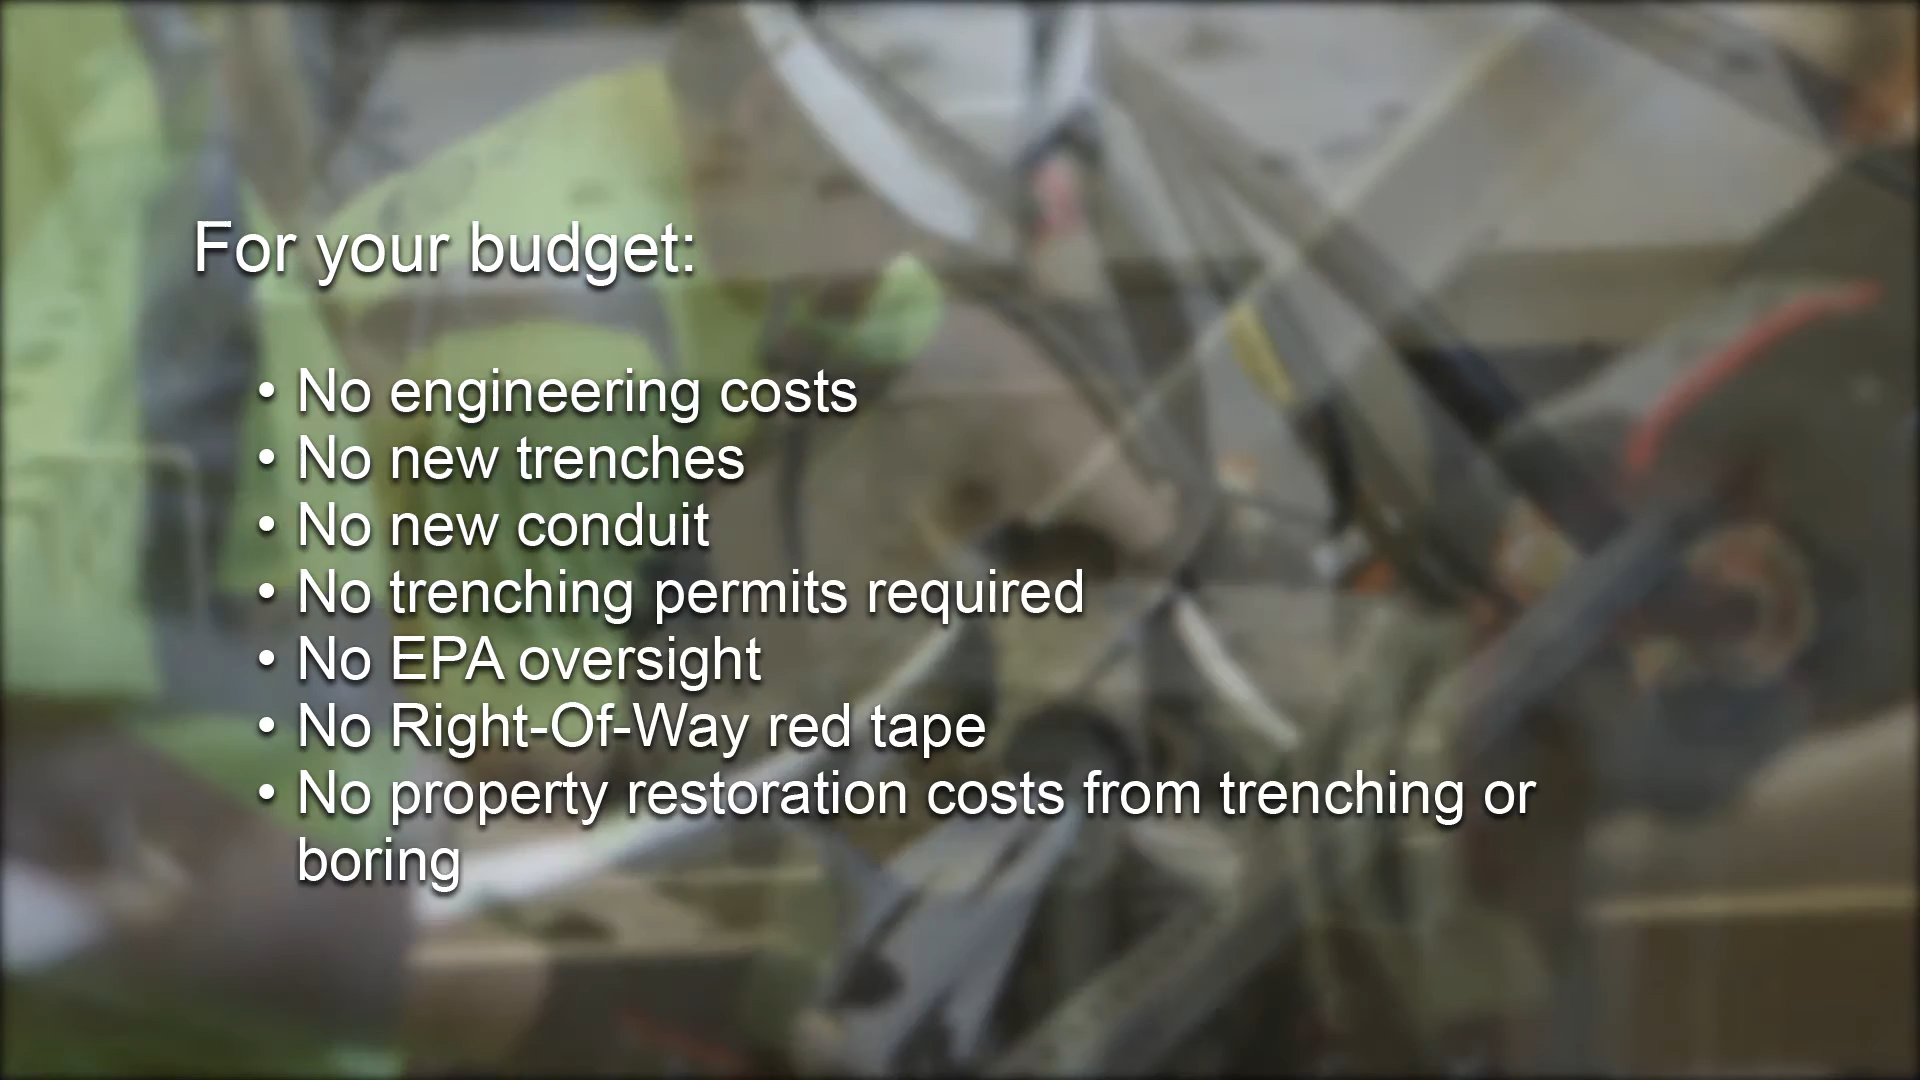 For your budget:
• No engineering costs
• No new trenches
• No new conduit
• No trenching permits required
• No EPA oversight
• No Right-Of-Way red tape
• No property restoration costs from trenching or
boring